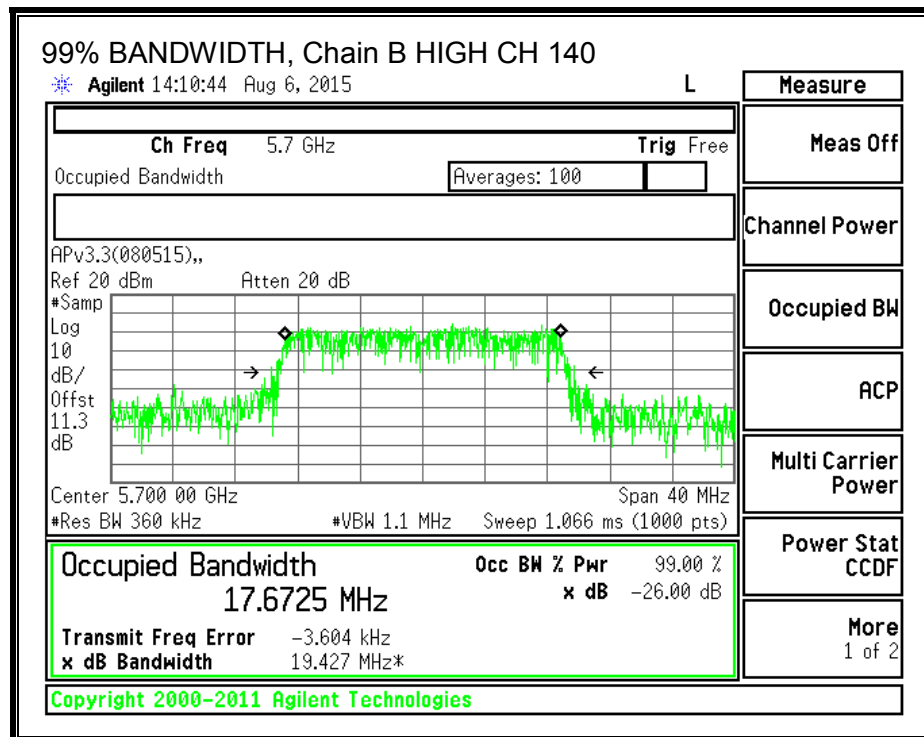 99% BANDWIDTH, Chain B HIGH CH 140
Agilent 14:10:44 Aug 6, 2015 L
Measure
Ch Freq 5.7 GHz Trig Free
Meas Off
Occupied Bandwidth Averages: 100
Channel Power
APv3.3(080515),,
Ref 20 dBm Atten 20 dB
#Samp
Log
10
dB/
Offst
11.3
dB
Occupied BW
ACP
Multi Carrier
Power
Center 5.700 00 GHz Span 40 MHz
#Res BW 360 kHz #VBW 1.1 MHz Sweep 1.066 ms (1000 pts)
Power Stat
CCDF
Occupied Bandwidth Occ BW % Pwr 99.00 %
17.6725 MHz x dB -26.00 dB
Transmit Freq Error -3.604 kHz
x dB Bandwidth 19.427 MHz*
More
1 of 2
Copyright 2000-2011 Agilent Technologies